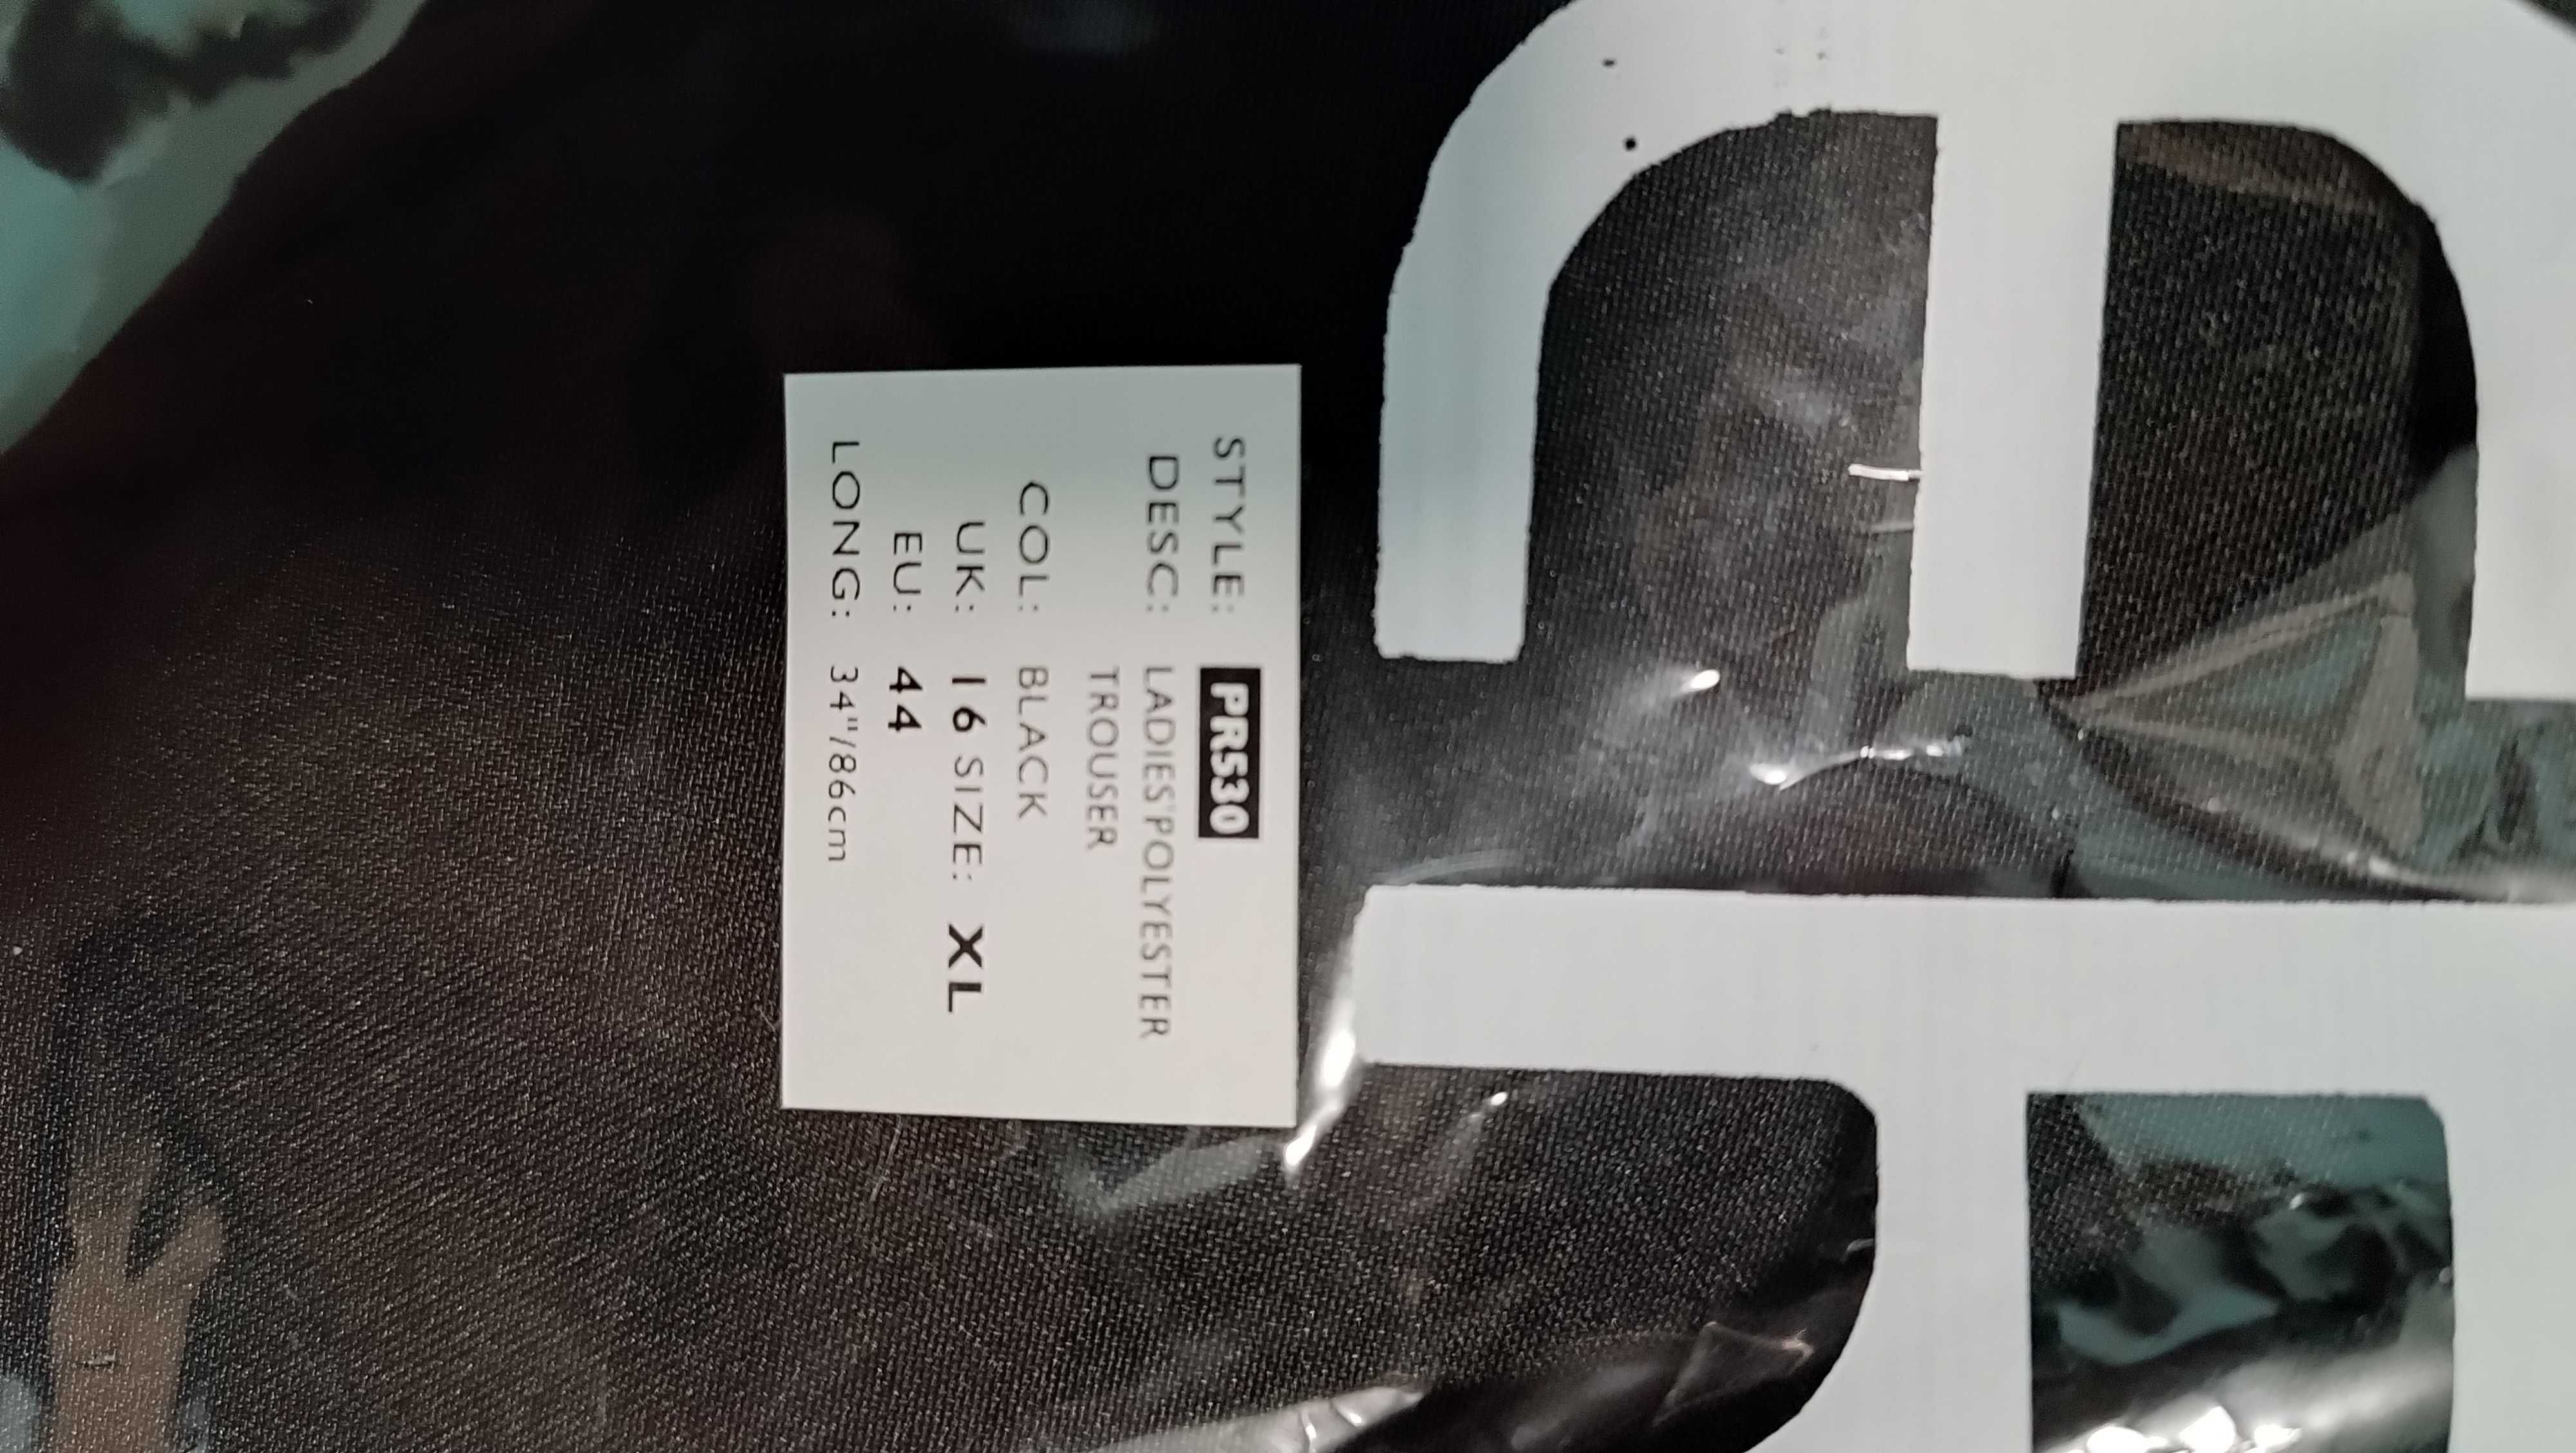 STYLE: PR530
DESC: LADIES'POLYESTER
TROUSER
COL: BLACK
UK: 16 SIZE: XL
EU: 44
LONG: 34"/86cm